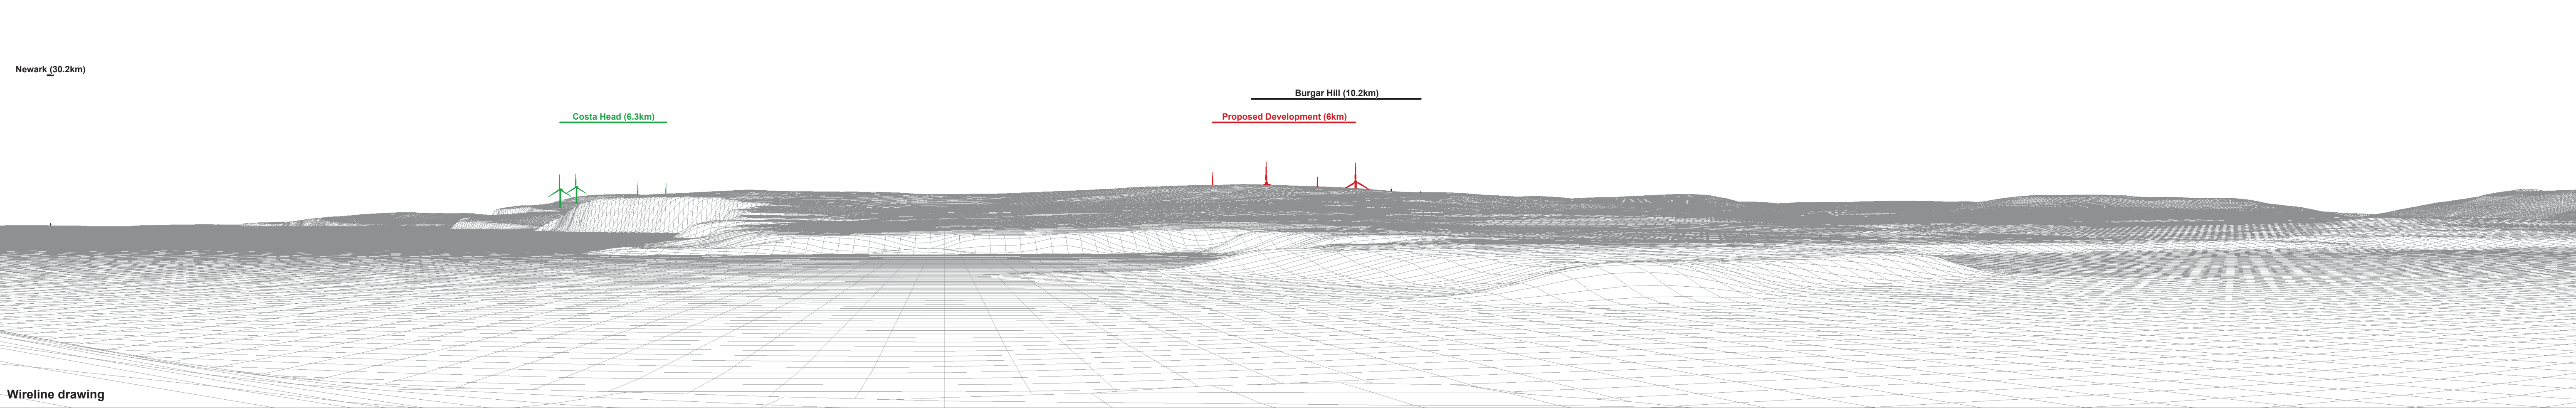 Newark (30.2km)
Burgar Hill (10.2km)
Costa Head (6.3km)
Proposed Development (6km)
Wireline drawing